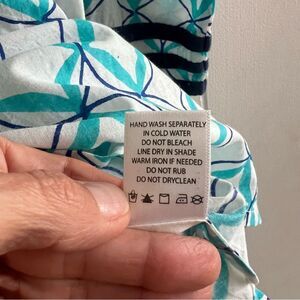 HAND WASH SEPARATELY
IN COLD WATER
DO NOT BLEACH
LINE DRY IN SHADE
WARM IRON IF NEEDED
DO NOT RUB
DO NOT DRYCLEAN